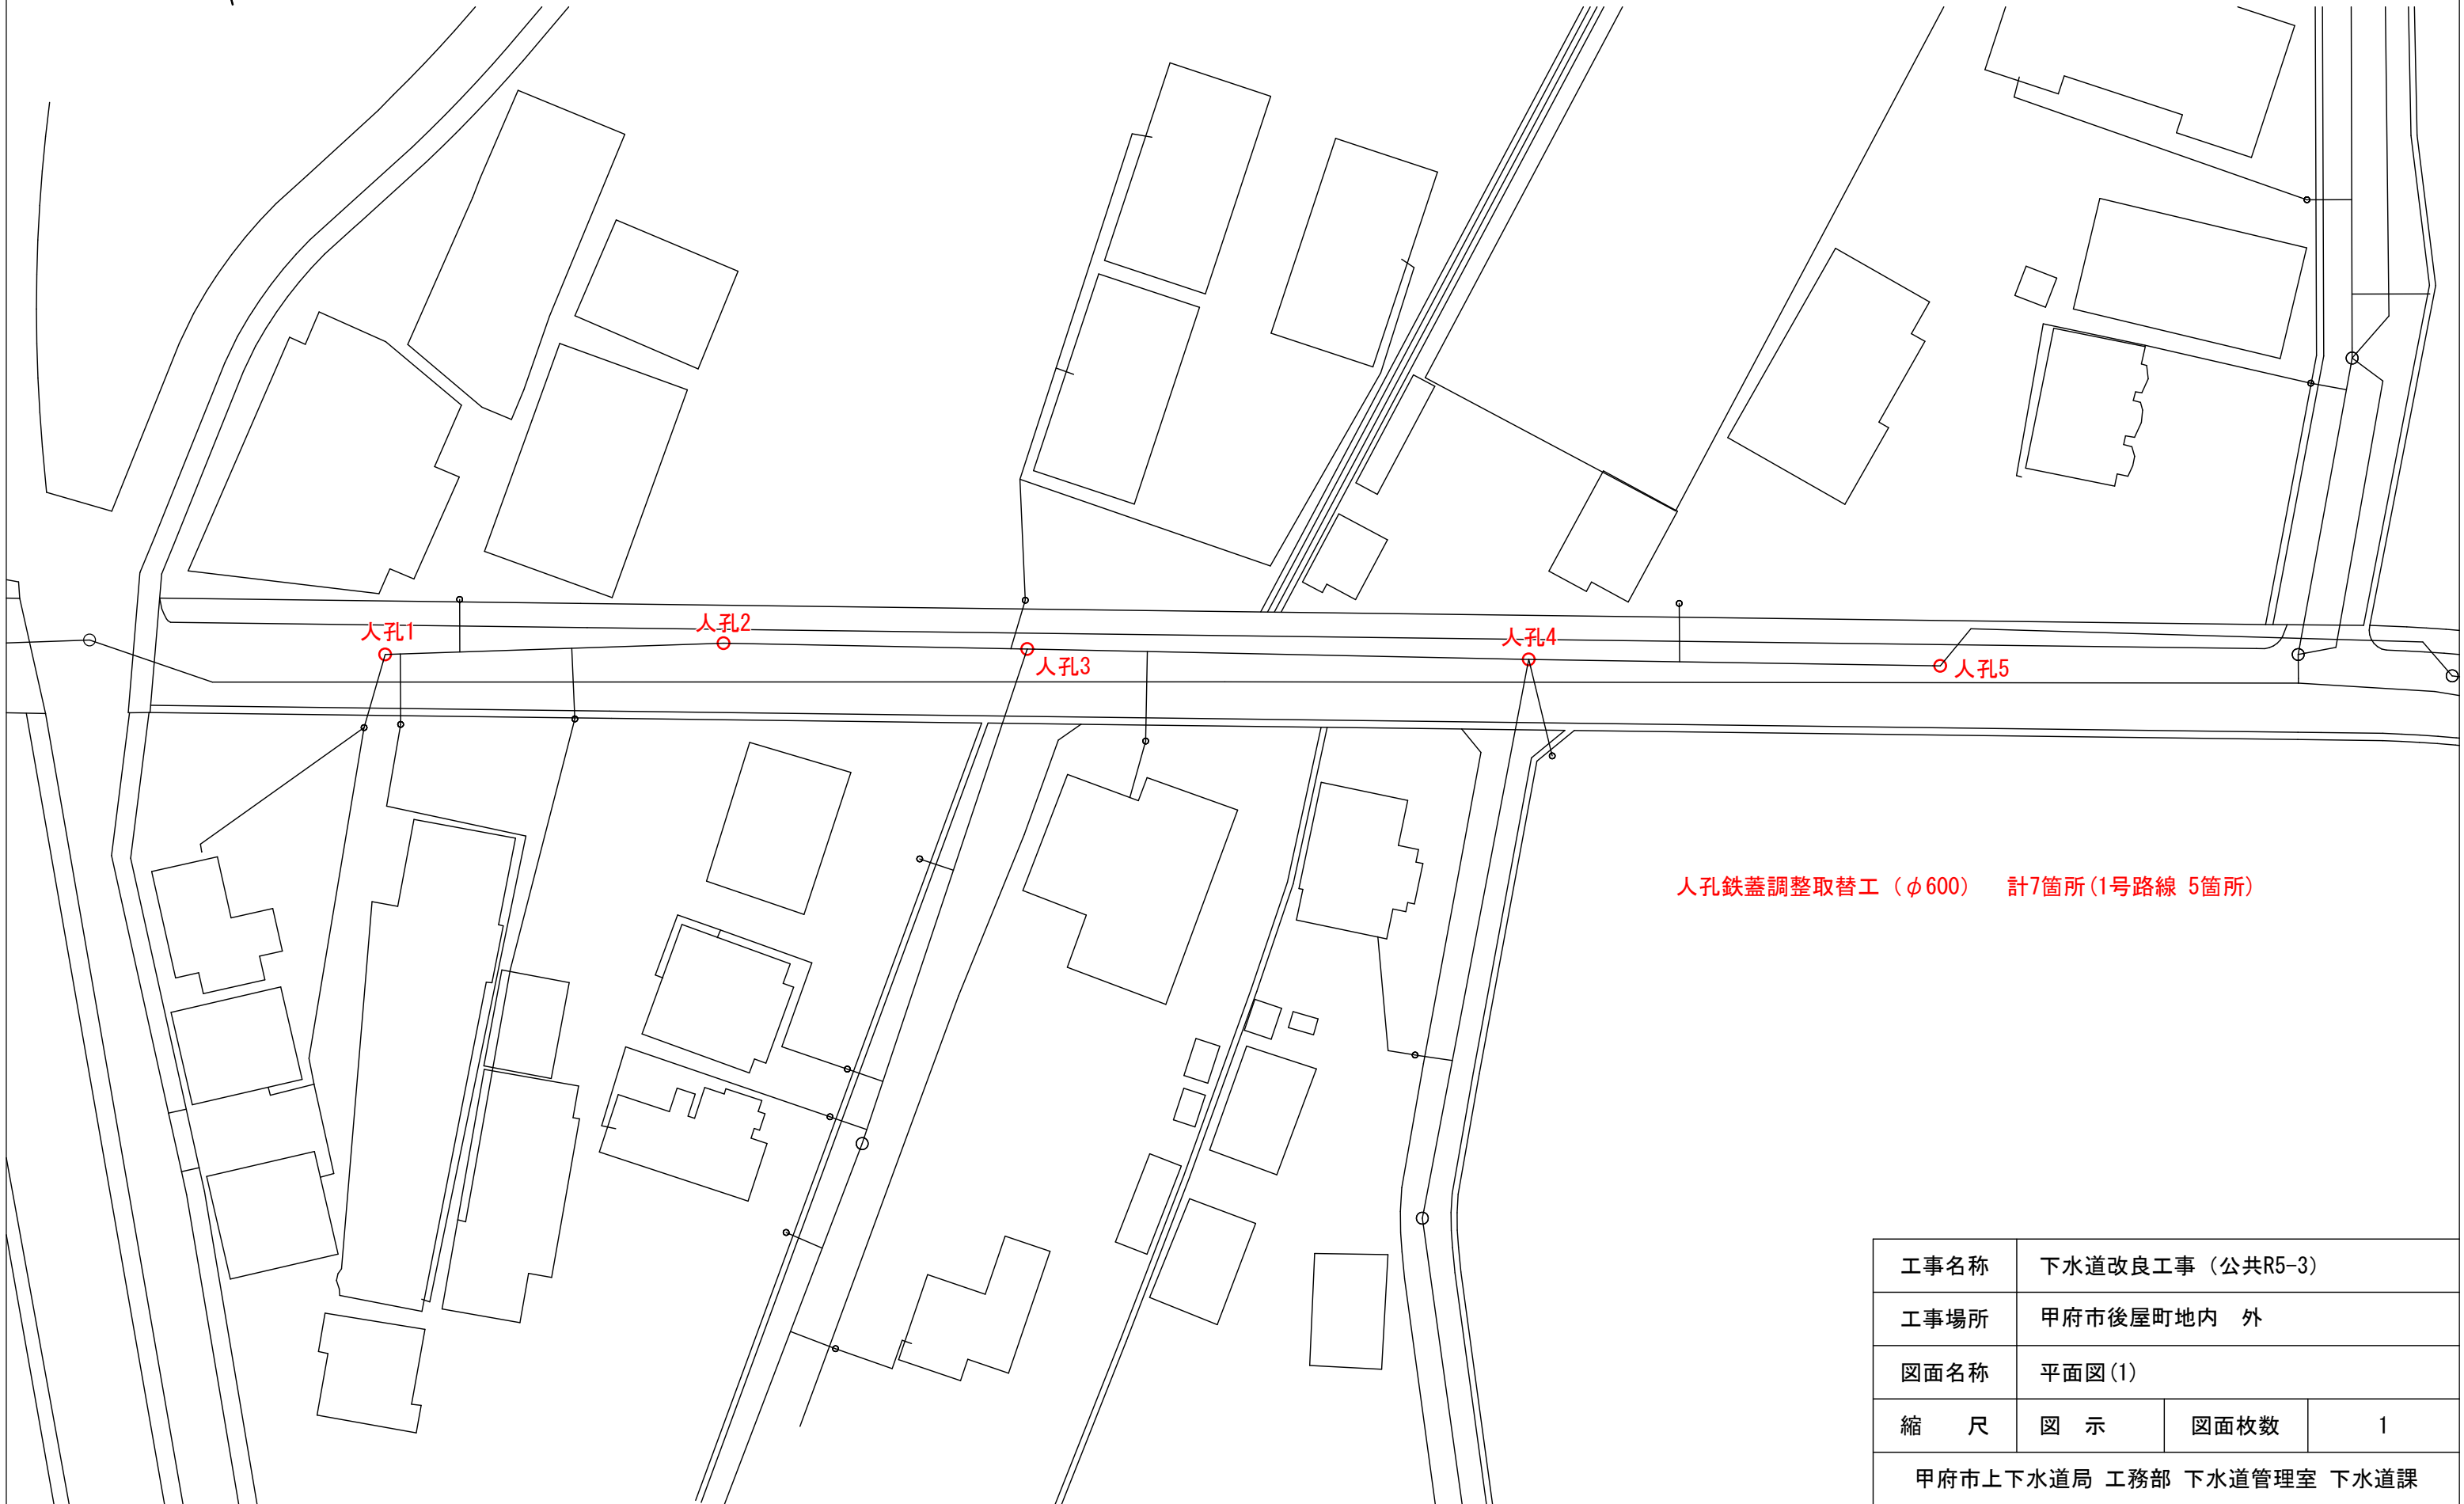 人孔1
人孔2
人孔3
人孔4
人孔5
人孔鉄蓋調整取替工（φ600）　計7箇所(1号路線 5箇所)
工事名称　下水道改良工事（公共R5-3）
工事場所　甲府市後屋町地内　外
図面名称　平面図(1)
縮　尺　図　示　図面枚数　1
甲府市上下水道局 工務部 下水道管理室 下水道課